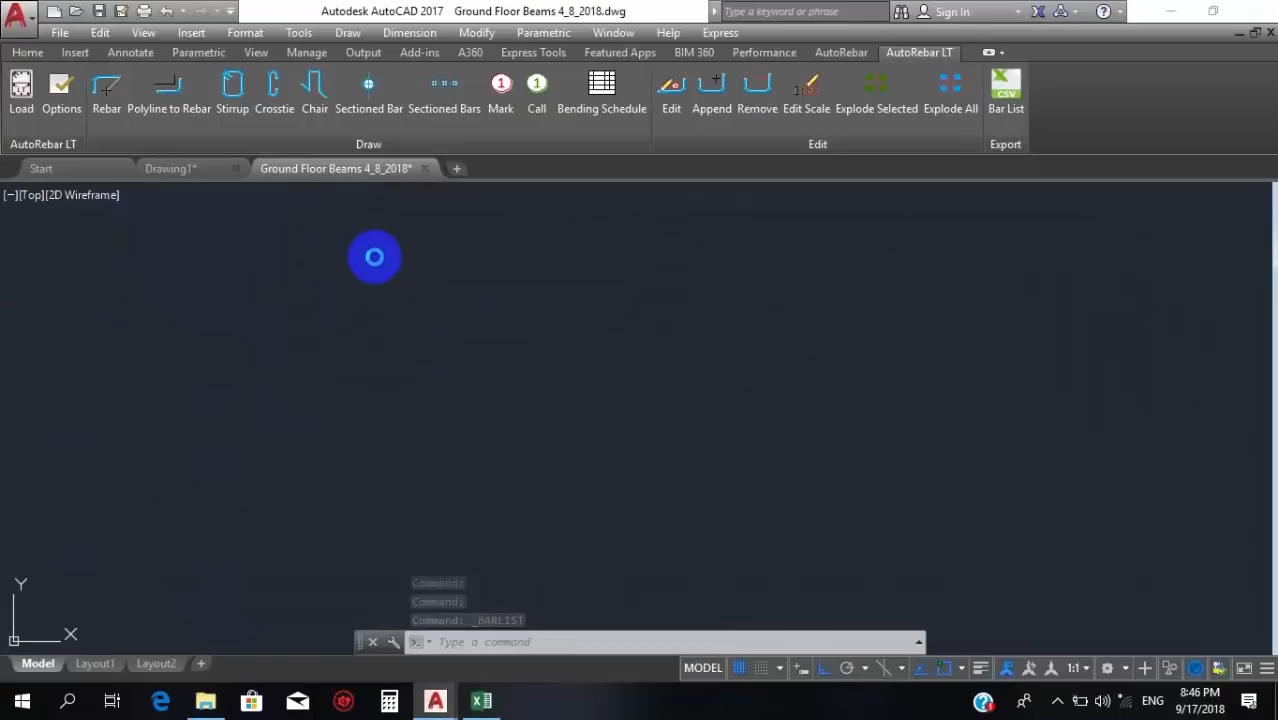 Autodesk AutoCAD 2017 Ground Floor Beams 4_8_2018.dwg
Type a keyword or phrase
Sign In
File Edit View Insert Format Tools Draw Dimension Modify Parametric Window Help Express
Home Insert Annotate Parametric View Manage Output Add-ins A360 Express Tools Featured Apps BIM 360 Performance AutoRebar AutoRebar LT
Load Options Rebar Polyline to Rebar Stirrup Crosstie Chair Sectioned Bar Sectioned Bars Mark Call Bending Schedule Edit Append Remove Edit Scale Explode Selected Explode All Bar List
AutoRebar LT Draw Edit Export
Start Drawing1* Ground Floor Beams 4_8_2018*
[−][Top][2D Wireframe]
Y
X
Command:
Command:
Command: _BARLIST
Type a command
Model Layout1 Layout2
MODEL 1:1
8:46 PM
ENG
9/17/2018